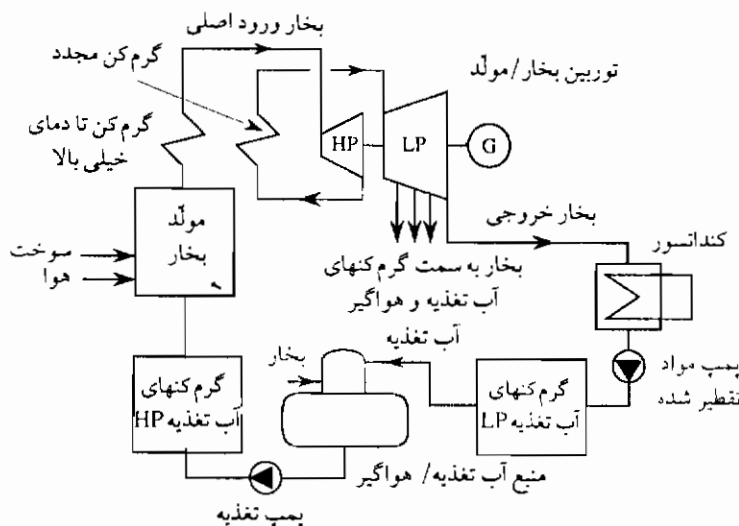 بخار ورود اصلی
گرم کن مجدد
توربین بخار/مولّد
گرم کن تا دمای
خیلی بالا
HP
LP
G
مولّد
بخار
سوخت
هوا
بخار خروجی
کنداتسور
بخار به سمت گرم کنهای
آب تغذیه و هواگیر
آب تغذیه
بخار
گرم کنهای
آب تغذیه HP
گرم کنهای
آب تغذیه LP
پمپ مواد
تقطیر شده
منبع آب تغذیه/ هواگیر
پمپ تغذیه